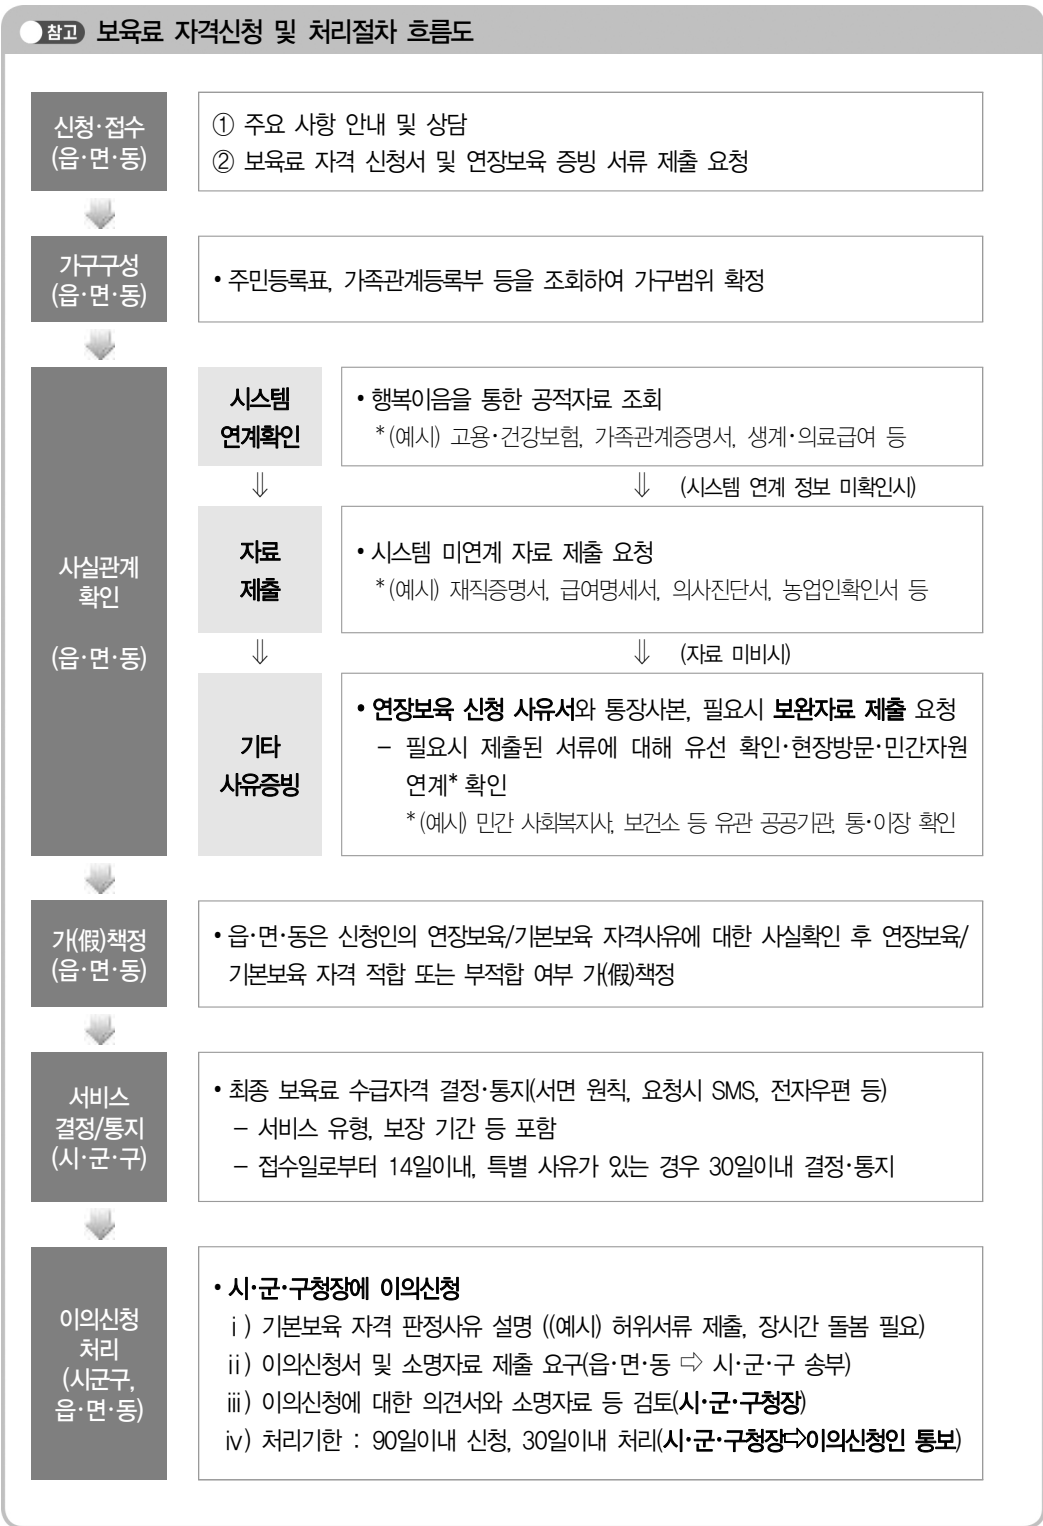 참고 보육료 자격신청 및 처리절차 흐름도
신청·접수
(읍·면·동)
① 주요 사항 안내 및 상담
② 보육료 자격 신청서 및 연장보육 증빙 서류 제출 요청
가구구성
(읍·면·동)
• 주민등록표, 가족관계등록부 등을 조회하여 가구범위 확정
사실관계
확인
(읍·면·동)
시스템
연계확인
• 행복이음을 통한 공적자료 조회
*(예시) 고용·건강보험, 가족관계증명서, 생계·의료급여 등
⇓ ⇓ (시스템 연계 정보 미확인시)
자료
제출
• 시스템 미연계 자료 제출 요청
*(예시) 재직증명서, 급여명세서, 의사진단서, 농업인확인서 등
⇓ ⇓ (자료 미비시)
기타
사유증빙
• 연장보육 신청 사유서와 통장사본, 필요시 보완자료 제출 요청
– 필요시 제출된 서류에 대해 유선 확인·현장방문·민간자원
연계* 확인
*(예시) 민간 사회복지사, 보건소 등 유관 공공기관, 통·이장 확인
가(假)책정
(읍·면·동)
• 읍·면·동은 신청인의 연장보육/기본보육 자격사유에 대한 사실확인 후 연장보육/
기본보육 자격 적합 또는 부적합 여부 가(假)책정
서비스
결정/통지
(시·군·구)
• 최종 보육료 수급자격 결정·통지(서면 원칙, 요청시 SMS, 전자우편 등)
– 서비스 유형, 보장 기간 등 포함
– 접수일로부터 14일이내, 특별 사유가 있는 경우 30일이내 결정·통지
이의신청
처리
(시군구,
읍·면·동)
• 시·군·구청장에 이의신청
ⅰ) 기본보육 자격 판정사유 설명 ((예시) 허위서류 제출, 장시간 돌봄 필요)
ⅱ) 이의신청서 및 소명자료 제출 요구(읍·면·동 ⇨ 시·군·구 송부)
ⅲ) 이의신청에 대한 의견서와 소명자료 등 검토(시·군·구청장)
ⅳ) 처리기한 : 90일이내 신청, 30일이내 처리(시·군·구청장⇨이의신청인 통보)